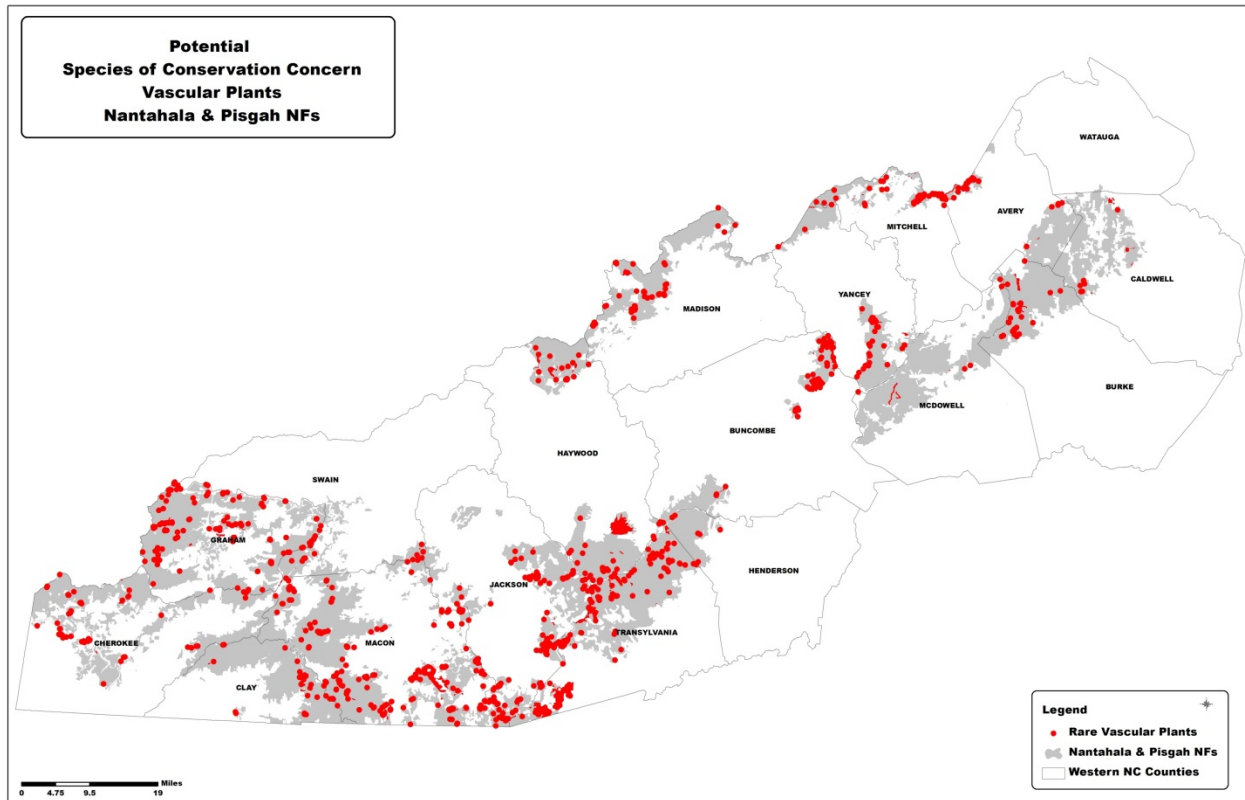 Potential
Species of Conservation Concern
Vascular Plants
Nantahala & Pisgah NFs
WATAUGA
AVERY
MITCHELL
CALDWELL
YANCEY
MADISON
BURKE
MCDOWELL
BUNCOMBE
HAYWOOD
SWAIN
GRAHAM
HENDERSON
JACKSON
TRANSYLVANIA
CHEROKEE
MACON
CLAY
Legend
Rare Vascular Plants
Nantahala & Pisgah NFs
Western NC Counties
Miles
0 4.75 9.5 19